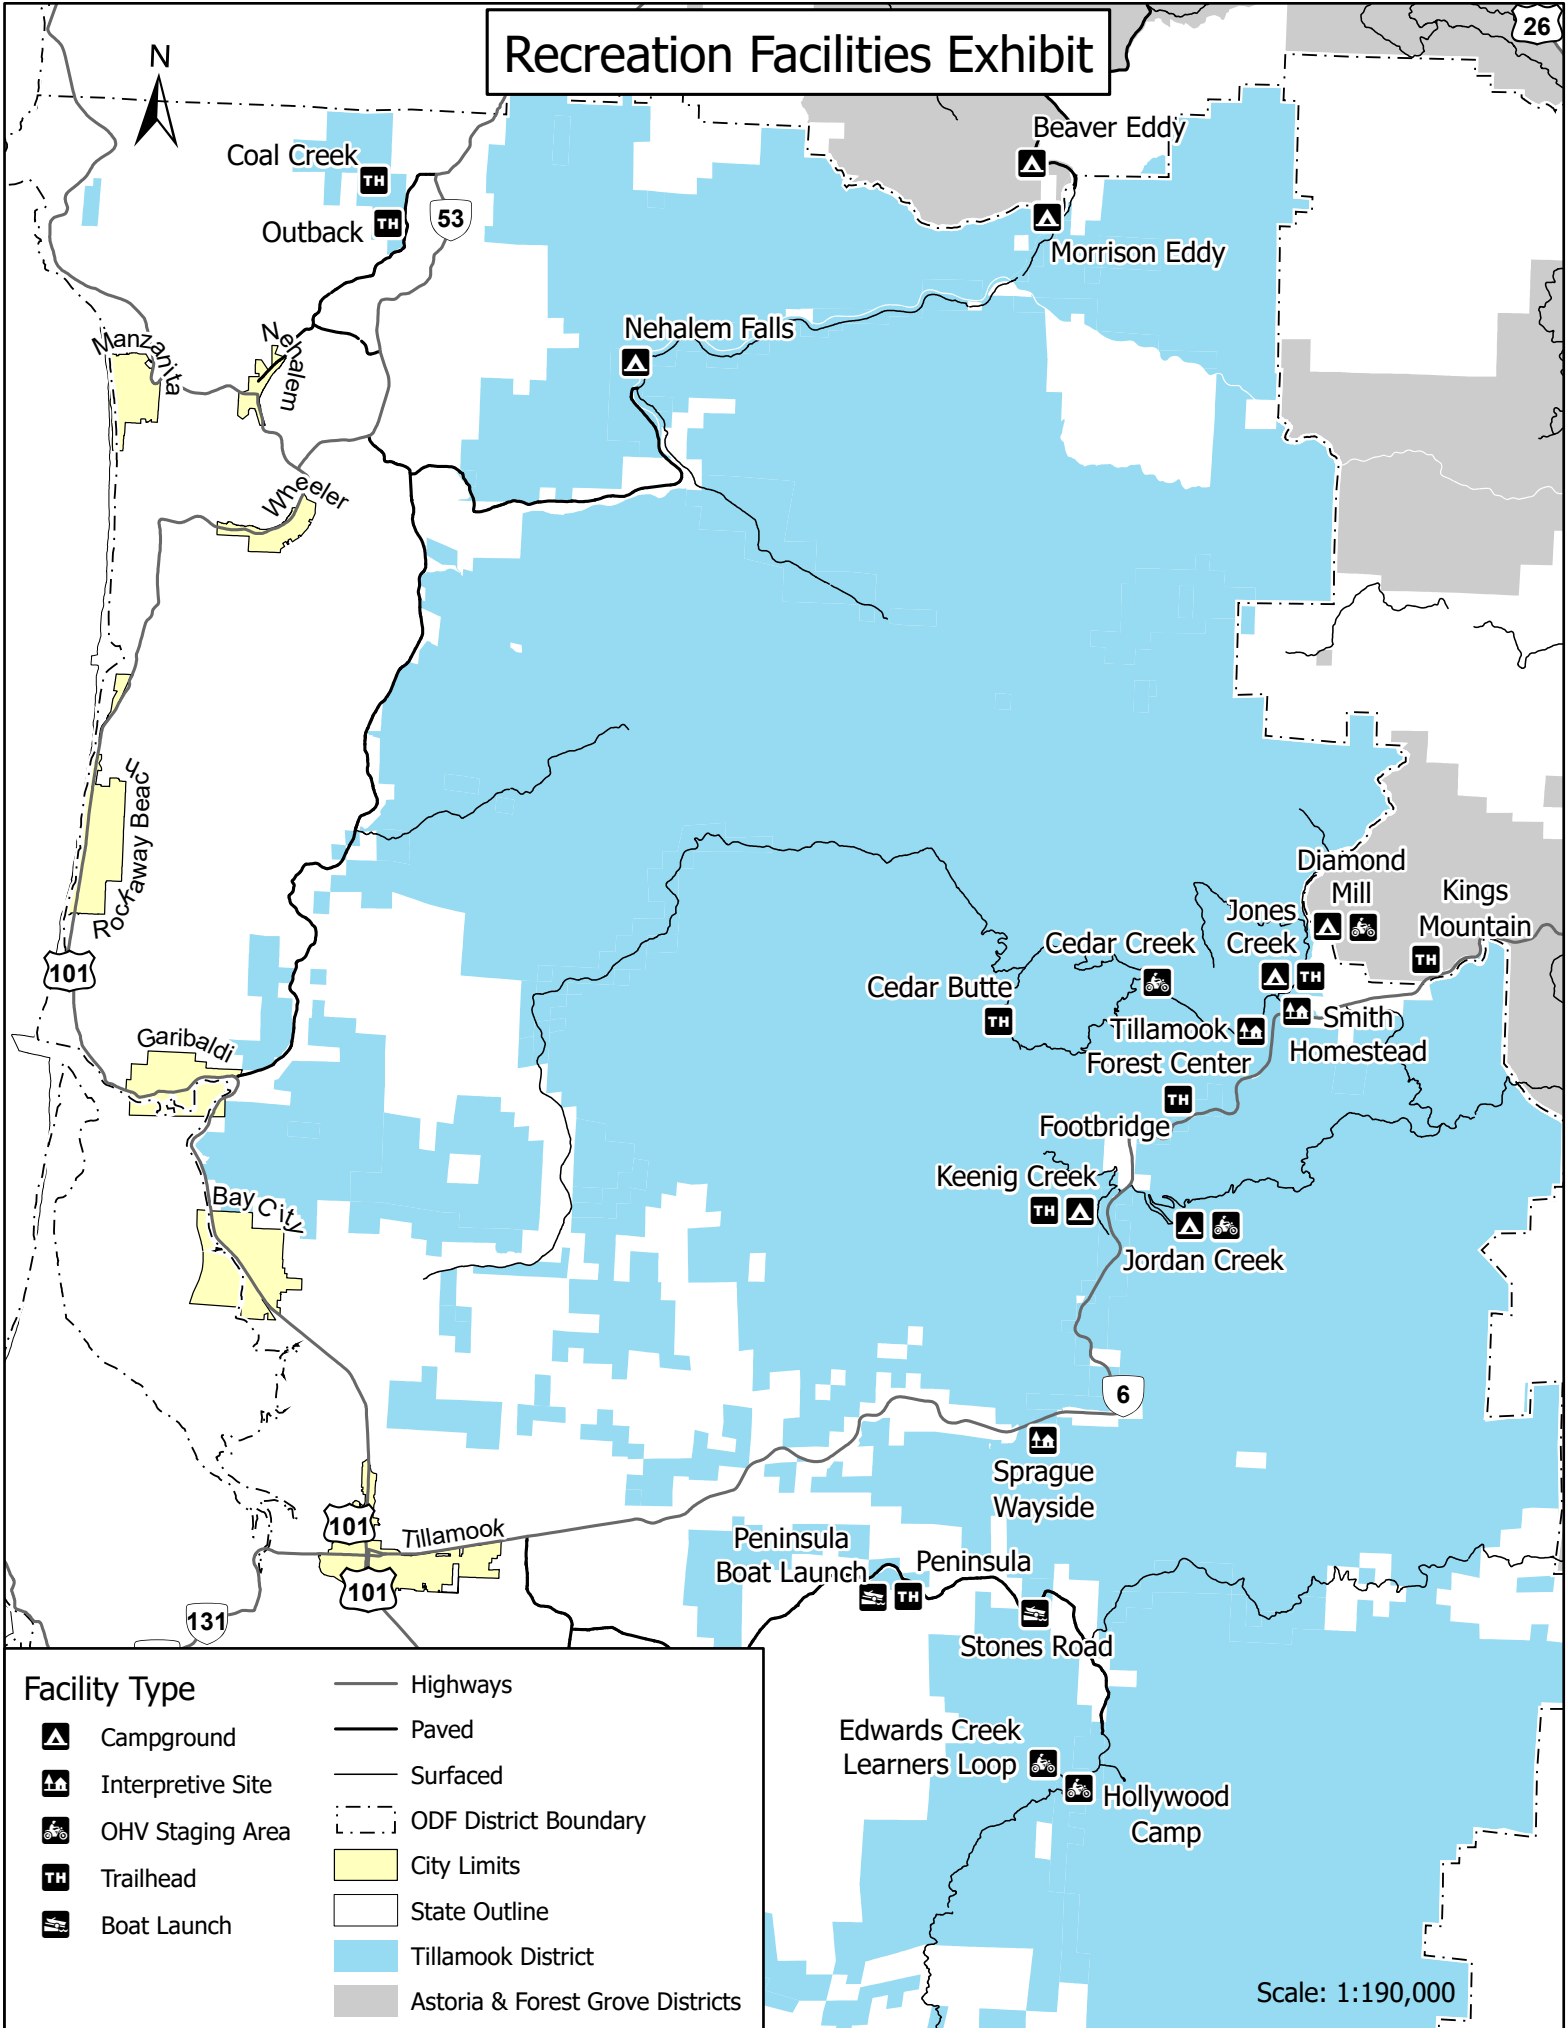 Recreation Facilities Exhibit
26
N
Beaver Eddy
Coal Creek
TH
53
TH
Outback
Morrison Eddy
Nehalem Falls
Manzanita
Nehalem
Wheeler
Rockaway Beach
Diamond
Mill
Kings
Mountain
TH
Jones
Creek
TH
Cedar Creek
101
Cedar Butte
TH
Tillamook
Forest Center
Smith
Homestead
Garibaldi
TH
Footbridge
Keenig Creek
TH
Bay City
Jordan Creek
6
Sprague
Wayside
101
Tillamook
101
Peninsula
Boat Launch
Peninsula
TH
131
Stones Road
Edwards Creek
Learners Loop
Hollywood
Camp
Facility Type
Campground
Interpretive Site
OHV Staging Area
TH Trailhead
Boat Launch
Highways
Paved
Surfaced
ODF District Boundary
City Limits
State Outline
Tillamook District
Astoria & Forest Grove Districts
Scale: 1:190,000